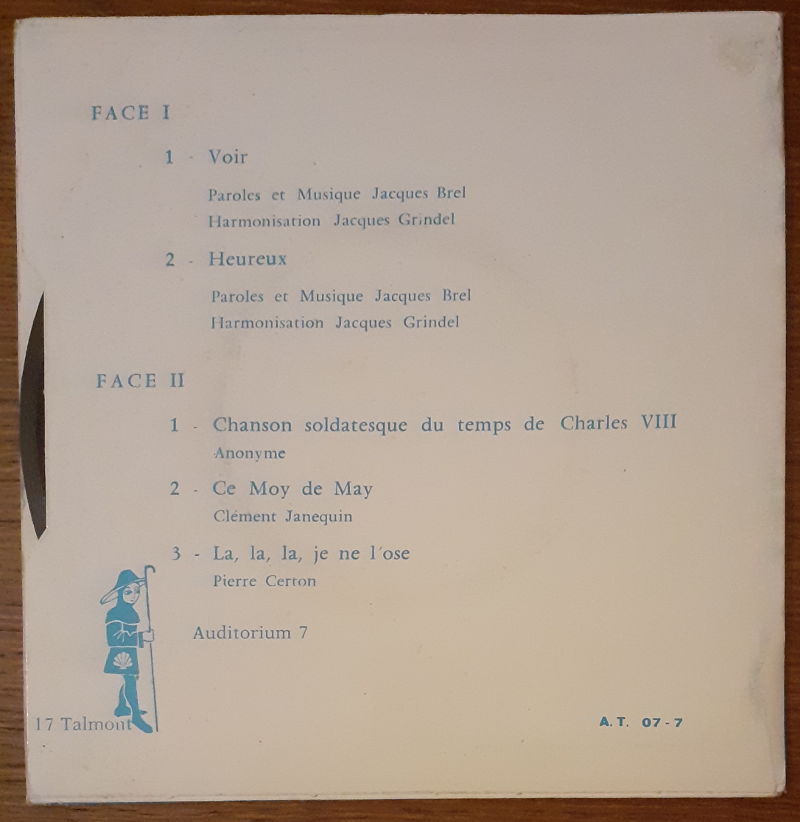 FACE I
1 - Voir
Paroles et Musique Jacques Brel
Harmonisation Jacques Grindel
2 - Heureux
Paroles et Musique Jacques Brel
Harmonisation Jacques Grindel
FACE II
1 - Chanson soldatesque du temps de Charles VIII
Anonyme
2 - Ce Moy de May
Clément Janequin
3 - La, la, la, je ne l'ose
Pierre Certon
Auditorium 7
17 Talmont
A.T. 07-7